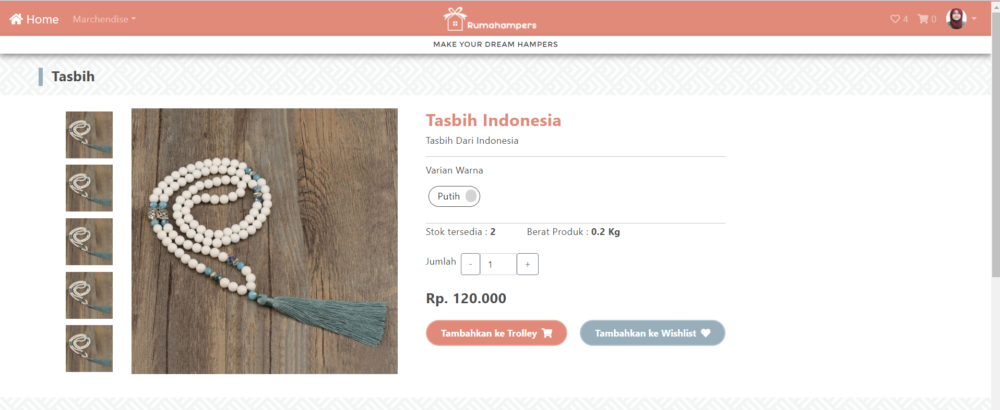 Home Marchendise Rumahampers 4 0
MAKE YOUR DREAM HAMPERS
Tasbih
Tasbih Indonesia
Tasbih Dari Indonesia
Varian Warna
Putih
Stok tersedia : 2 Berat Produk : 0.2 Kg
Jumlah - 1 +
Rp. 120.000
Tambahkan ke Trolley Tambahkan ke Wishlist